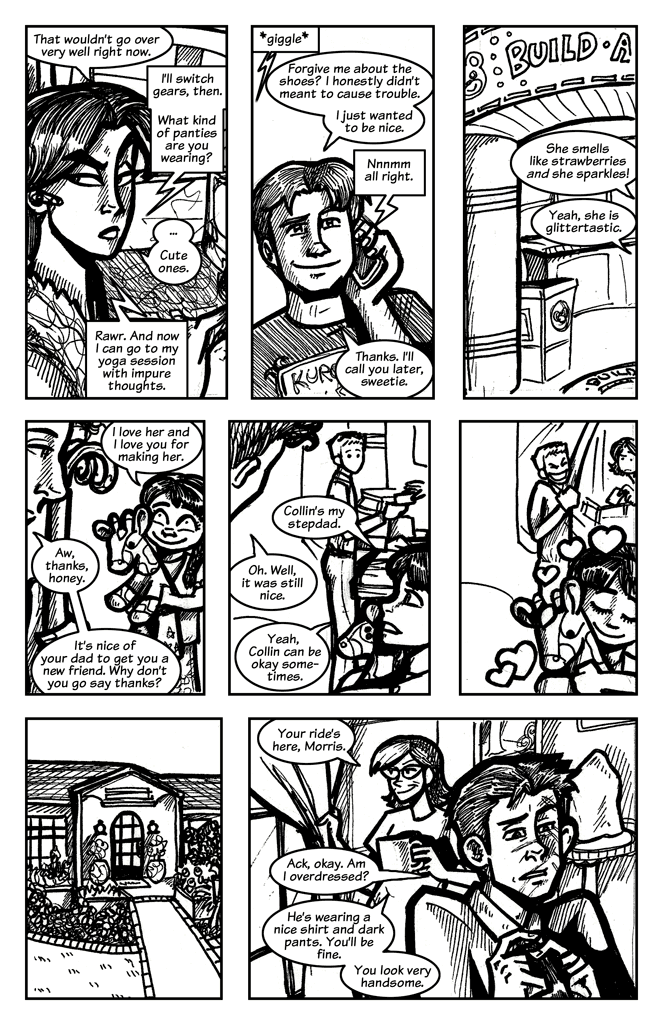 That wouldn't go over
very well right now.
I'll switch
gears, then.
What kind
of panties
are you
wearing?
...
Cute
ones.
Rawr. And now
I can go to my
yoga session
with impure
thoughts.
*giggle*
Forgive me about the
shoes? I honestly didn't
meant to cause trouble.
I just wanted
to be nice.
Nnnmm
all right.
Thanks. I'll
call you later,
sweetie.
BUILD·A
She smells
like strawberries
and she sparkles!
Yeah, she is
glittertastic.
BUILD
I love her and
I love you for
making her.
Aw,
thanks,
honey.
It's nice of
your dad to get you a
new friend. Why don't
you go say thanks?
Collin's my
stepdad.
Oh. Well,
it was still
nice.
Yeah,
Collin can be
okay some-
times.
Your ride's
here, Morris.
Ack, okay. Am
I overdressed?
He's wearing a
nice shirt and dark
pants. You'll be
fine.
You look very
handsome.